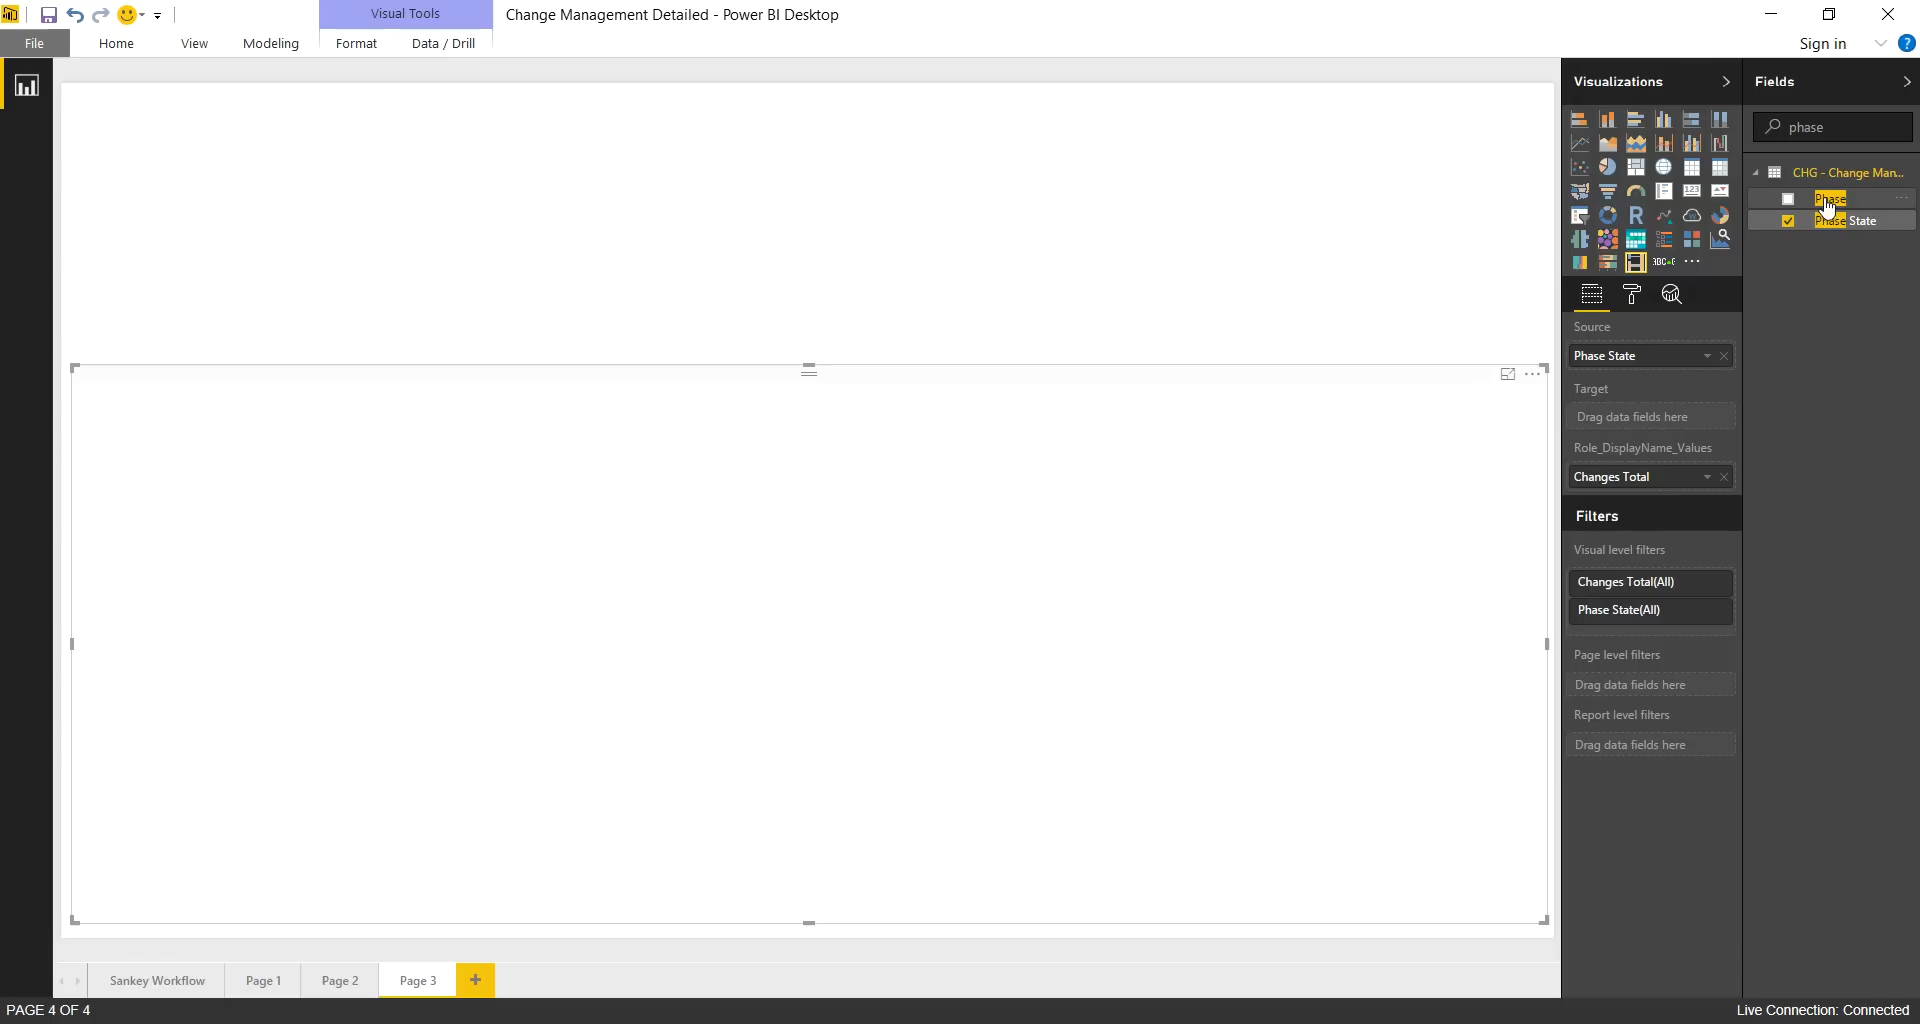 Visual Tools
Change Management Detailed - Power BI Desktop
File
Home
View
Modeling
Format
Data / Drill
Sign in
?
Visualizations
Fields
phase
CHG - Change Man...
Phase
Phase State
R
123
ABC
Source
Phase State
Target
Drag data fields here
Role_DisplayName_Values
Changes Total
Filters
Visual level filters
Changes Total(All)
Phase State(All)
Page level filters
Drag data fields here
Report level filters
Drag data fields here
Sankey Workflow
Page 1
Page 2
Page 3
+
PAGE 4 OF 4
Live Connection: Connected